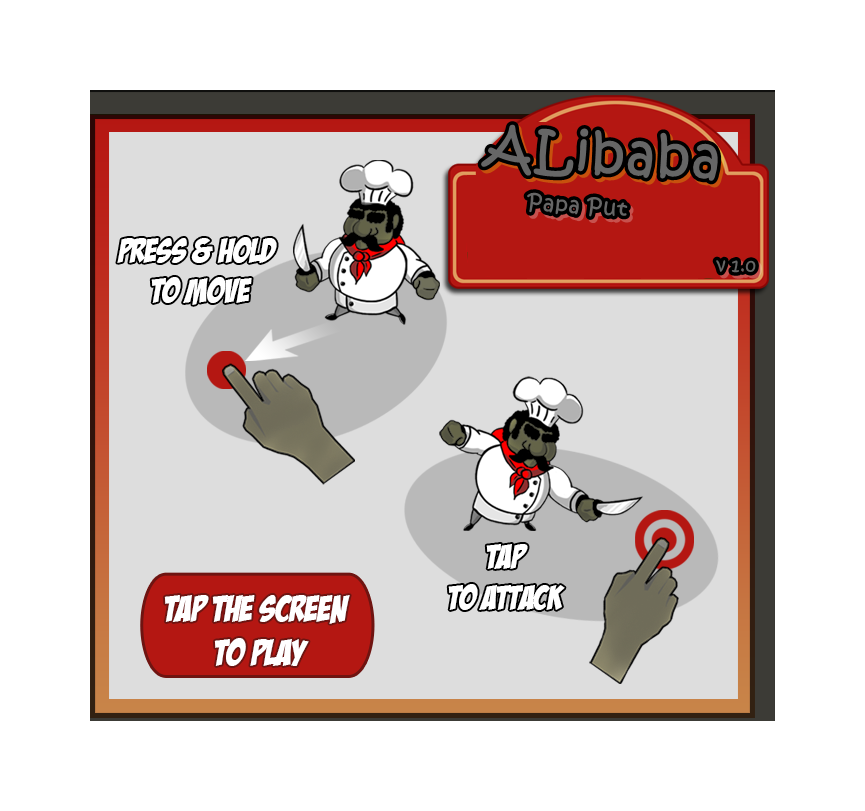 ALibaba
Papa Put
V 1.0
PRESS & HOLD
TO MOVE
TAP
TO ATTACK
TAP THE SCREEN
TO PLAY